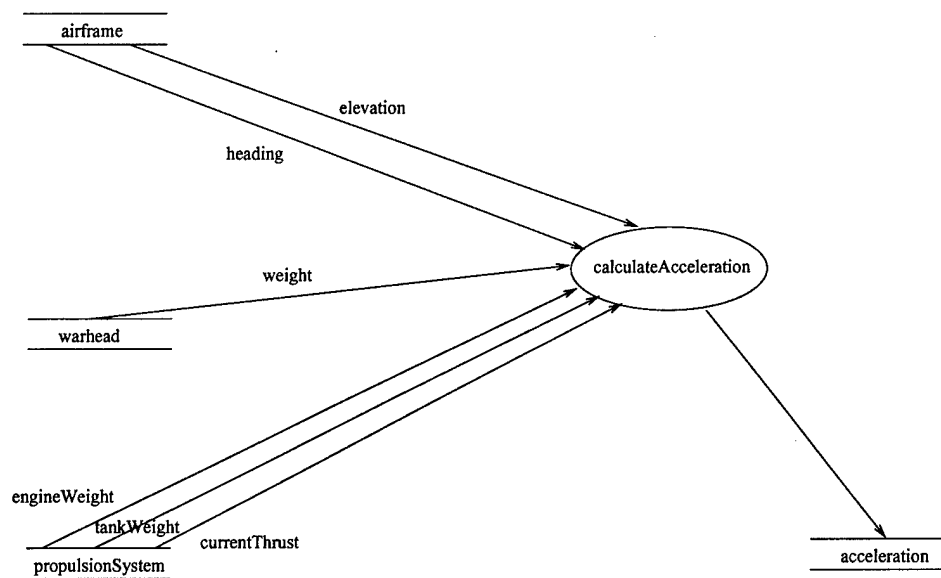 airframe
elevation
heading
calculateAcceleration
weight
warhead
engineWeight
tankWeight
currentThrust
propulsionSystem
acceleration